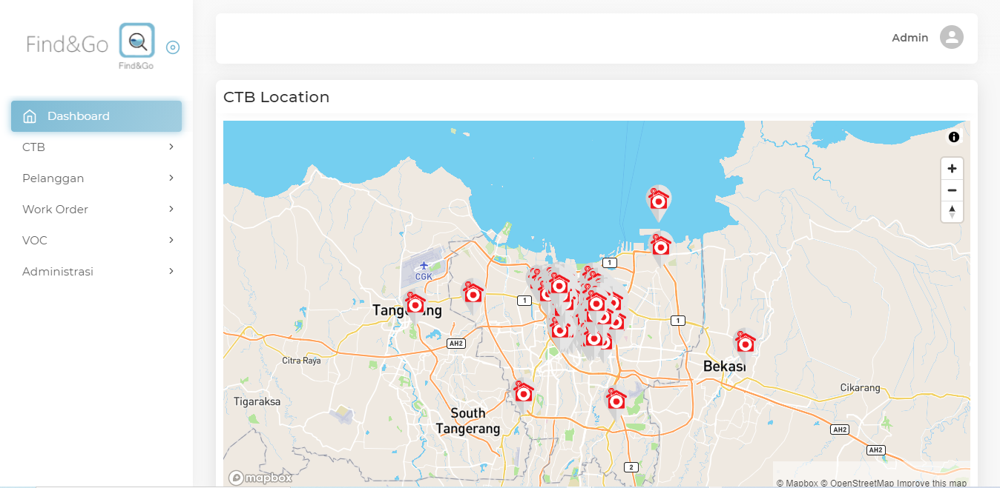 Find&Go
Find&Go
Admin
Dashboard
CTB
Pelanggan
Work Order
VOC
Administrasi
CTB Location
1
CGK
1
1
AH2
Citra Raya
Bekasi
Cikarang
Tigaraksa
South
Tangerang
AH2
AH2
2
mapbox
© Mapbox © OpenStreetMap Improve this map